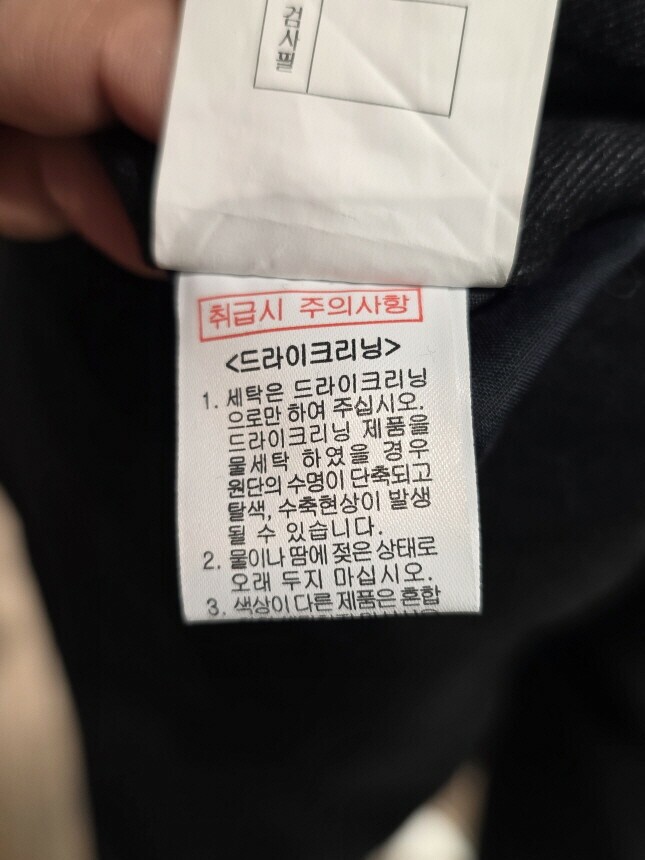 검사필
취급시 주의사항
<드라이크리닝>
1. 세탁은 드라이크리닝
으로만 하여 주십시오.
드라이크리닝 제품을
물세탁 하였을 경우
원단의 수명이 단축되고
탈색, 수축현상이 발생
될 수 있습니다.
2. 물이나 땀에 젖은 상태로
오래 두지 마십시오.
3. 색상이 다른 제품은 혼합